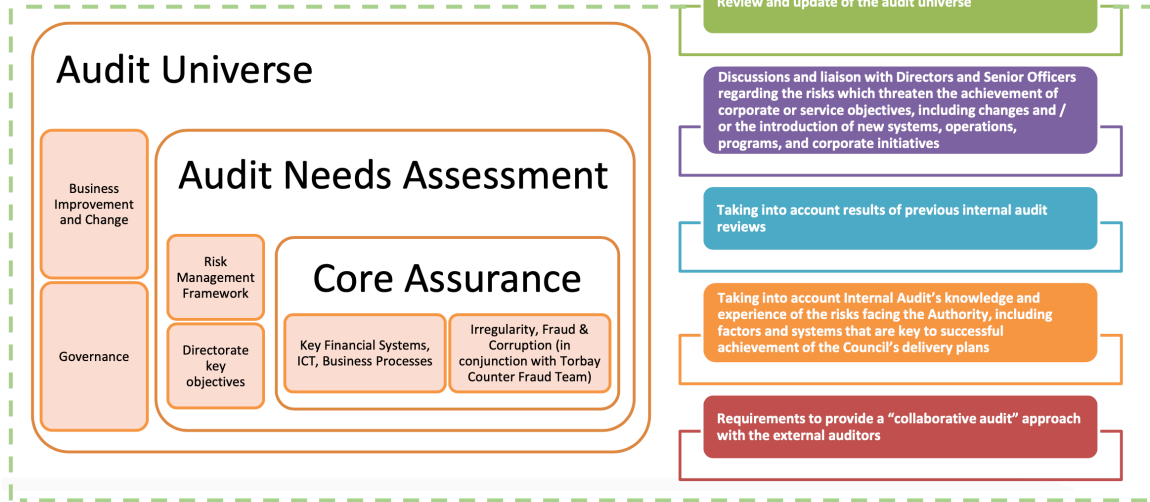 Audit Universe
Business
Improvement
and Change
Governance
Audit Needs Assessment
Risk
Management
Framework
Directorate
key
objectives
Core Assurance
Key Financial Systems,
ICT, Business Processes
Irregularity, Fraud &
Corruption (in
conjunction with Torbay
Counter Fraud Team)
Review and update of the audit universe
Discussions and liaison with Directors and Senior Officers
regarding the risks which threaten the achievement of
corporate or service objectives, including changes and /
or the introduction of new systems, operations,
programs, and corporate initiatives
Taking into account results of previous internal audit
reviews
Taking into account Internal Audit’s knowledge and
experience of the risks facing the Authority, including
factors and systems that are key to successful
achievement of the Council’s delivery plans
Requirements to provide a “collaborative audit” approach
with the external auditors